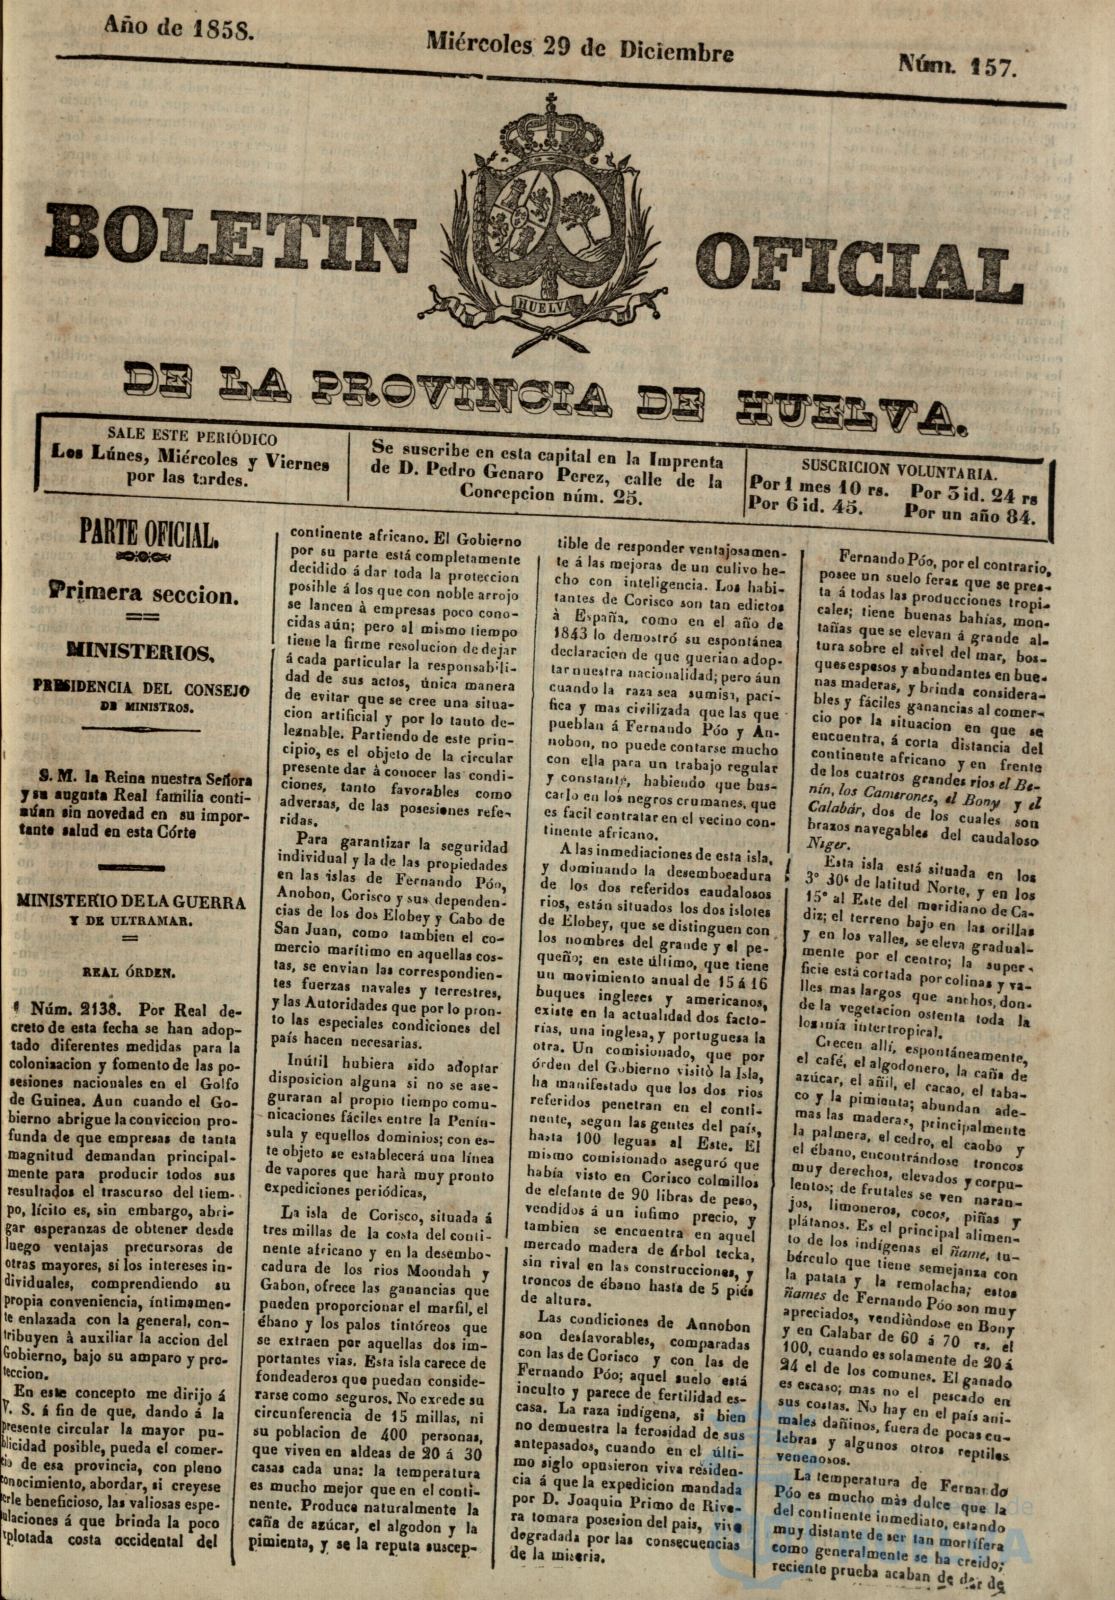 Año de 1858.
Miércoles 29 de Diciembre
Núm. 157.
BOLETIN OFICIAL
HUELVA
DE LA PROVINCIA DE HUELVA.
SALE ESTE PERIÓDICO
Los Lúnes, Miércoles y Viernes
por las tardes.
Se suscribe en esta capital en la Imprenta
de D. Pedro Genaro Perez, calle de la
Concepcion núm. 25.
SUSCRICION VOLUNTARIA.
Por 1 mes 10 rs. Por 3 id. 24 rs
Por 6 id. 45. Por un año 84.
PARTE OFICIAL.
Primera seccion.
MINISTERIOS.
PRESIDENCIA DEL CONSEJO
DE MINISTROS.
S. M. la Reina nuestra Señora
y su augusta Real familia conti-
núan sin novedad en su impor-
tante salud en esta Córte
MINISTERIO DE LA GUERRA
Y DE ULTRAMAR.
REAL ÓRDEN.
Núm. 2138. Por Real de-
creto de esta fecha se han adop-
tado diferentes medidas para la
colonizacion y fomento de las po-
sesiones nacionales en el Golfo
de Guinea. Aun cuando el Go-
bierno abrigue la conviccion pro-
funda de que empresas de tanta
magnitud demandan principal-
mente para producir todos sus
resultados el trascurso del tiem-
po, lícito es, sin embargo, abri-
gar esperanzas de obtener desde
luego ventajas precursoras de
otras mayores, si los intereses in-
dividuales, comprendiendo su
propia conveniencia, íntimamen-
te enlazada con la general, con-
tribuyen à auxiliar la accion del
Gobierno, bajo su amparo y pro-
teccion.
En este concepto me dirijo á
V. S. á fin de que, dando á la
presente circular la mayor pu-
blicidad posible, pueda el comer-
cio de esa provincia, con pleno
conocimiento, abordar, si creyese
serle beneficioso, las valiosas espe-
culaciones á que brinda la poco
esplotada costa occidental del
continente africano. El Gobierno
por su parte está completamente
decidido á dar toda la proteccion
posible á los que con noble arrojo
se lancen à empresas poco cono-
cidas aún; pero al mismo tiempo
tiene la firme resolucion de dejar
á cada particular la responsabili-
dad de sus actos, única manera
de evitar que se cree una situa-
cion artificial y por lo tauto de-
leznable. Partiendo de este prin-
cipio, es el objeto de la circular
presente dar à conocer las condi-
ciones, tanto favorables como
adversas, de las posesiones refe-
ridas.
Para garantizar la seguridad
individual y la de las propiedades
en las islas de Fernando Póo,
Anobon, Corisco y sus dependen-
cias de los dos Elobey y Cabo de
San Juan, como tambien el co-
mercio marítimo en aquellas cos-
tas, se envian las correspondien-
tes fuerzas navales y terrestres,
y las Autoridades que por lo pron-
to las especiales condiciones del
país hacen necesarias.
Inútil hubiera sido adoptar
disposicion alguna si no se ase-
guraran al propio tiempo comu-
nicaciones fáciles entre la Penín-
sula y equellos dominios; con es-
te objeto se establecerá una línea
de vapores que hará muy pronto
expediciones periódicas,
La isla de Corisco, situada á
tres millas de la costa del conti-
nente africano y en la desembo-
cadura de los rios Moondah y
Gabon, ofrece las ganancias que
pueden proporcionar el marfil, el
ébano y los palos tintóreos que
se extraen por aquellas dos im-
portantes vias. Esta isla carece de
fondeaderos que puedan conside-
rarse como seguros. No exrede su
circunferencia de 15 millas, ni
su poblacion de 400 personas,
que viven en aldeas de 20 á 30
casas cada una: la temperatura
es mucho mejor que en el conti-
nente. Produce naturalmente la
caña de azúcar, el algodon y la
pimienta, y se la reputa suscep-
tible de responder ventajosamen-
te á las mejoras de un culivo he-
cho con inteligencia. Los habi-
tantes de Corisco son tan edictos
à España, como en el año de
1843 lo demostró su espontánea
declaracion de que querian adop-
tar nuestra nacionalidad; pero áun
cuando la raza sea sumisa, pací-
fica y mas civilizada que las que
pueblan á Fernando Póo y An-
nobon, no puede contarse mucho
con ella para un trabajo regular
y constante, habiendo que bus-
carlo en los negros crumanes, que
es facil contratar en el vecino con-
tinente africano.
A las inmediaciones de esta isla,
y dominando la desembocadura
de los dos referidos caudalosos
rios, están situados los dos islotes
de Elobey, que se distinguen con
los nombres del grande y el pe-
queño; en este último, que tiene
un movimiento anual de 15 á 16
buques ingleses y americanos,
existe en la actualidad dos facto-
rías, una inglesa, y portuguesa la
otra. Un comisionado, que por
órden del Gobierno visitò la Isla,
ha manifestado que los dos rios
referidos penetran en el conti-
nente, segun las gentes del país,
hasta 100 leguas al Este. El
mismo comistonado aseguró que
había visto en Corisco colmillos
de elefante de 90 libras de peso,
vendidos á un infimo precio, y
tambien se encuentra en aquel
mercado madera de árbol tecka,
sin rival en las construcciones, y
troncos de ébano hasta de 5 piés
de altura.
Las condiciones de Annobon
son desfavorables, comparadas
con las de Corisco y con las de
Fernando Póo; aquel suelo está
inculto y parece de fertilidad es-
casa. La raza indígena, si bien
no demuestra la ferosidad de sus
antepasados, cuando en el últi-
mo siglo opusieron viva residen-
cia á que la expedicion mandada
por D. Joaquin Primo de Rive-
ra tomara posesion del pais, vive
degradada por las consecuencias
de la miseria.
Fernando Póo, por el contrario,
posee un suelo feraz que se pres-
ta á todas las producciones tropi-
cales; tiene buenas bahías, mon-
tañas que se elevan á grande al-
tura sobre el nivel del mar, bos-
ques espesos y abundantes en bue-
nas maderas, y brinda considera-
bles y fáciles ganancias al comer-
cio por la situacion en que se
encuentra, á corta distancia del
continente africano y en frente
de los cuatros grandes rios el Be-
nín, los Camerones, el Bony y el
Calabár, dos de los cuales son
brazos navegables del caudaloso
Niger.
Esta isla está situada en los
3° 30‘ de latitud Norte, y en los
15° al Este del meridiano de Ca-
diz; el terreno bajo en las orillas
y en los valles, se eleva gradual-
mente por el centro; la super-
ficie está cortada por colinas y va-
lles mas largos que anchos, don-
de la vegetacion ostenta toda la
losanía intertropical.
Crecen allí, espontáneamente,
el café, el algodonero, la caña de
azúcar, el añil, el cacao, el taba-
co y la pimienta; abundan ade-
mas las maderas, principalmente
la palmera, el cedro, el caobo y
el ébano, encontrándose troncos
muy derechos, elevados y corpu-
lentos; de frutales se ven naran-
jos, limoneros, cocos, piñas y
plátanos. Es el principal alimen-
to de los indígenas el ñame, tu-
bérculo que tiene semejanza con
la patata y la remolacha; estos
ñames de Fernando Póo son muy
apreciados, vendiéndose en Bony
y en Calabar de 60 á 70 rs. el
100, cuando es solamente de 20 á
24 el de los comunes. El ganado
es escaso; mas no el pescado en
sus costas. No hay en el país ani-
males dañinos, fuera de pocas cu-
lebras y algunos otros reptiles
venenosos.
La temperatura de Fernando
Póo es mucho màs dulce que la
del continente inmediato, estando
muy distante de ser tan mortífera
como generalmente se ha creido;
reciente prueba acaban de dar de